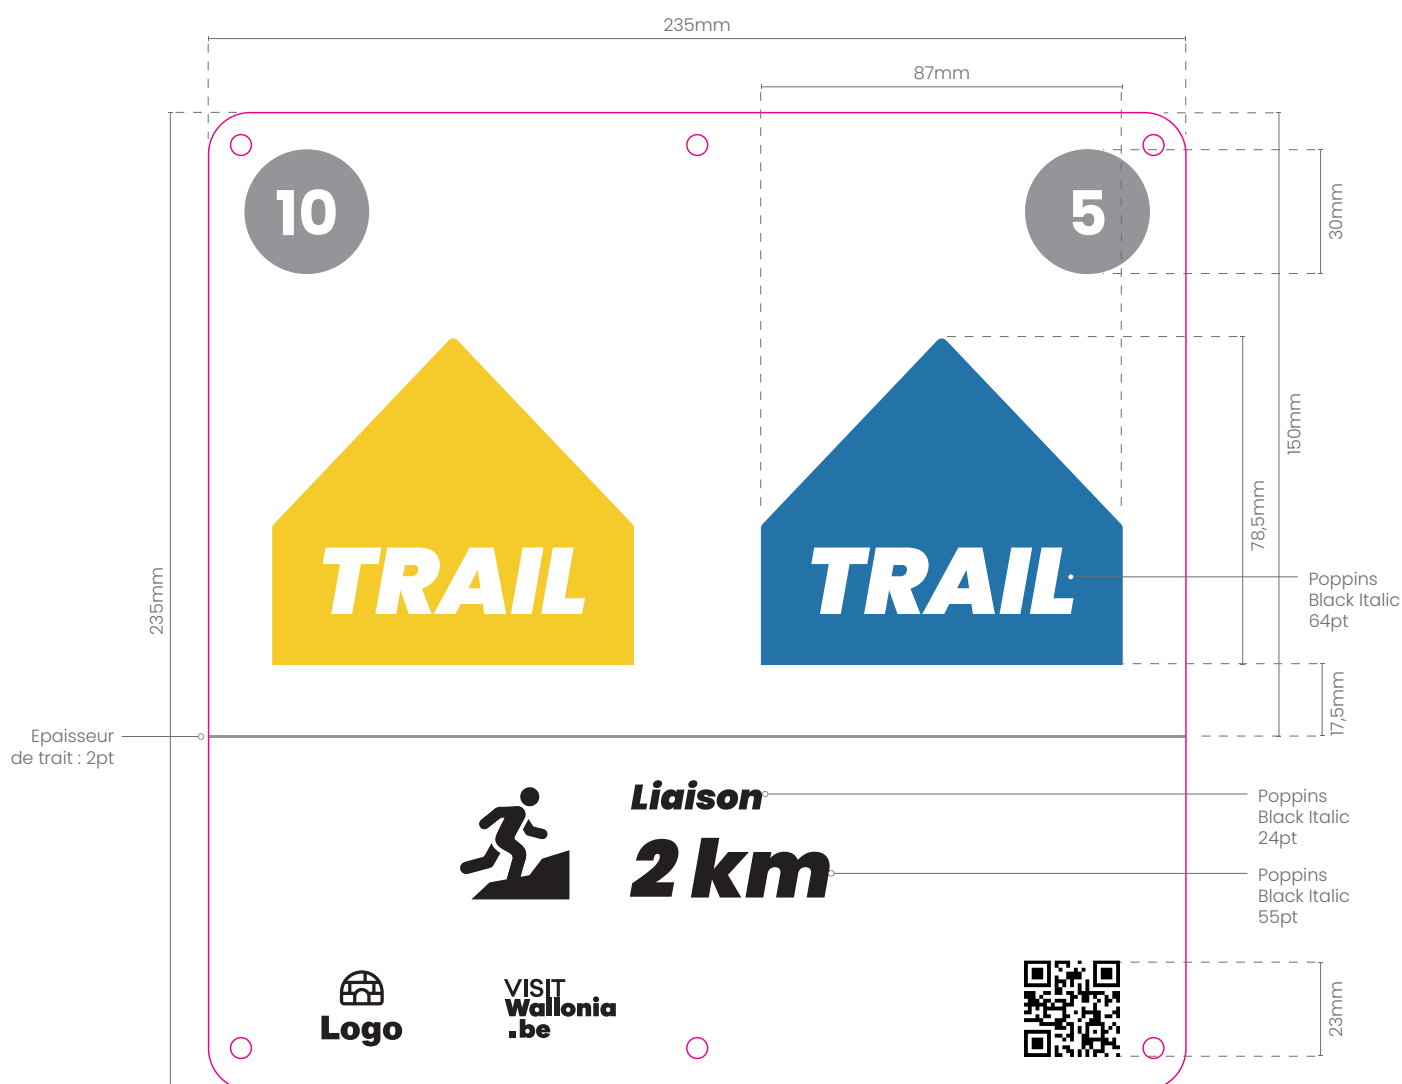 235mm
87mm
10
5
30mm
150mm
78,5mm
TRAIL
TRAIL
Poppins
Black Italic
64pt
235mm
17,5mm
Epaisseur
de trait : 2pt
Liaison
Poppins
Black Italic
24pt
2 km
Poppins
Black Italic
55pt
Logo
VISIT
Wallonia
.be
23mm